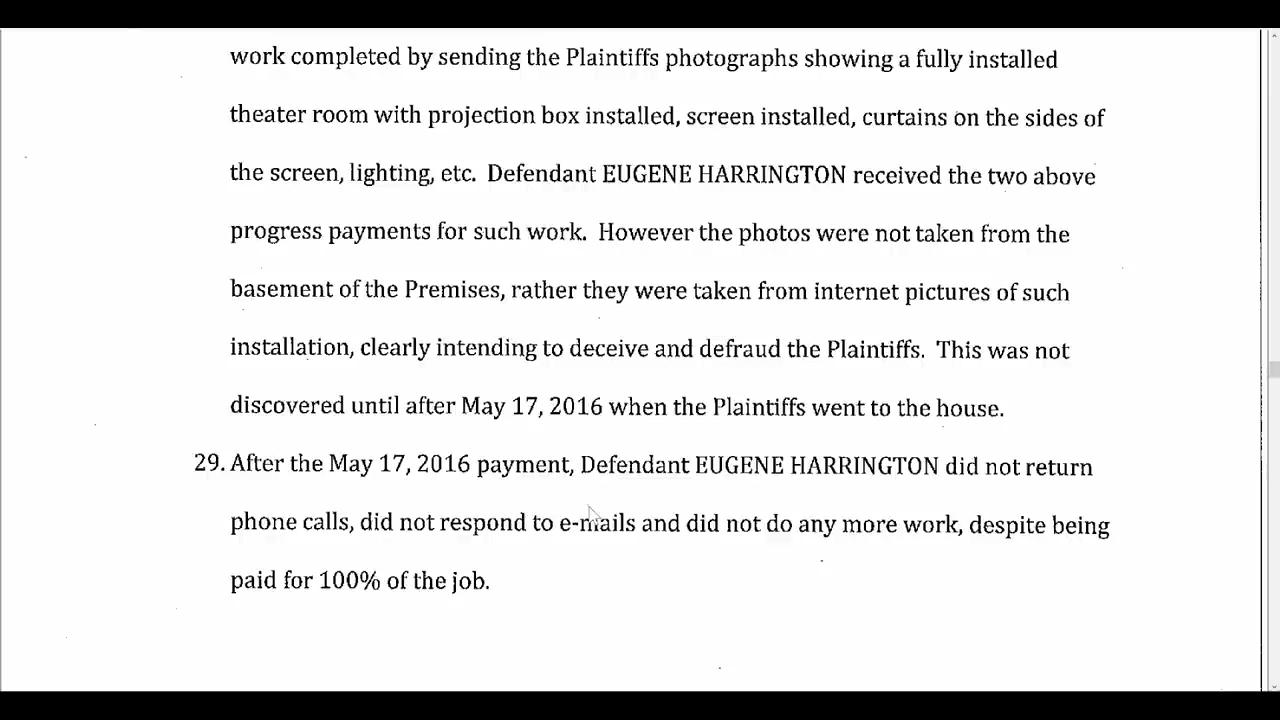 work completed by sending the Plaintiffs photographs showing a fully installed
theater room with projection box installed, screen installed, curtains on the sides of
the screen, lighting, etc.  Defendant EUGENE HARRINGTON received the two above
progress payments for such work.  However the photos were not taken from the
basement of the Premises, rather they were taken from internet pictures of such
installation, clearly intending to deceive and defraud the Plaintiffs.  This was not
discovered until after May 17, 2016 when the Plaintiffs went to the house.
29. After the May 17, 2016 payment, Defendant EUGENE HARRINGTON did not return
phone calls, did not respond to e-mails and did not do any more work, despite being
paid for 100% of the job.